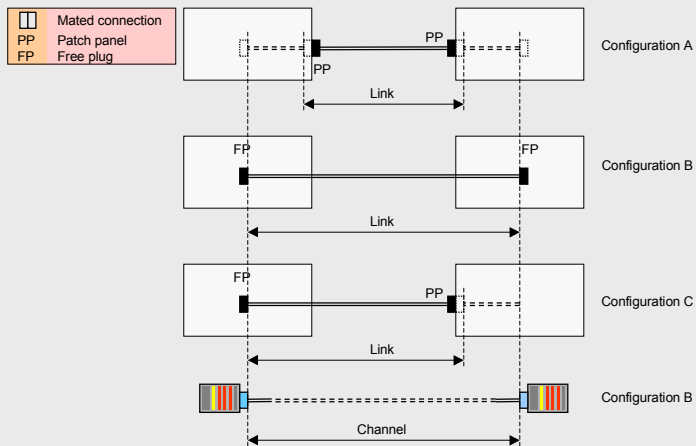 Mated connection
PP Patch panel
FP Free plug
PP
PP
Configuration A
Link
FP
FP
Configuration B
Link
FP
PP
Configuration C
Link
Configuration B
Channel